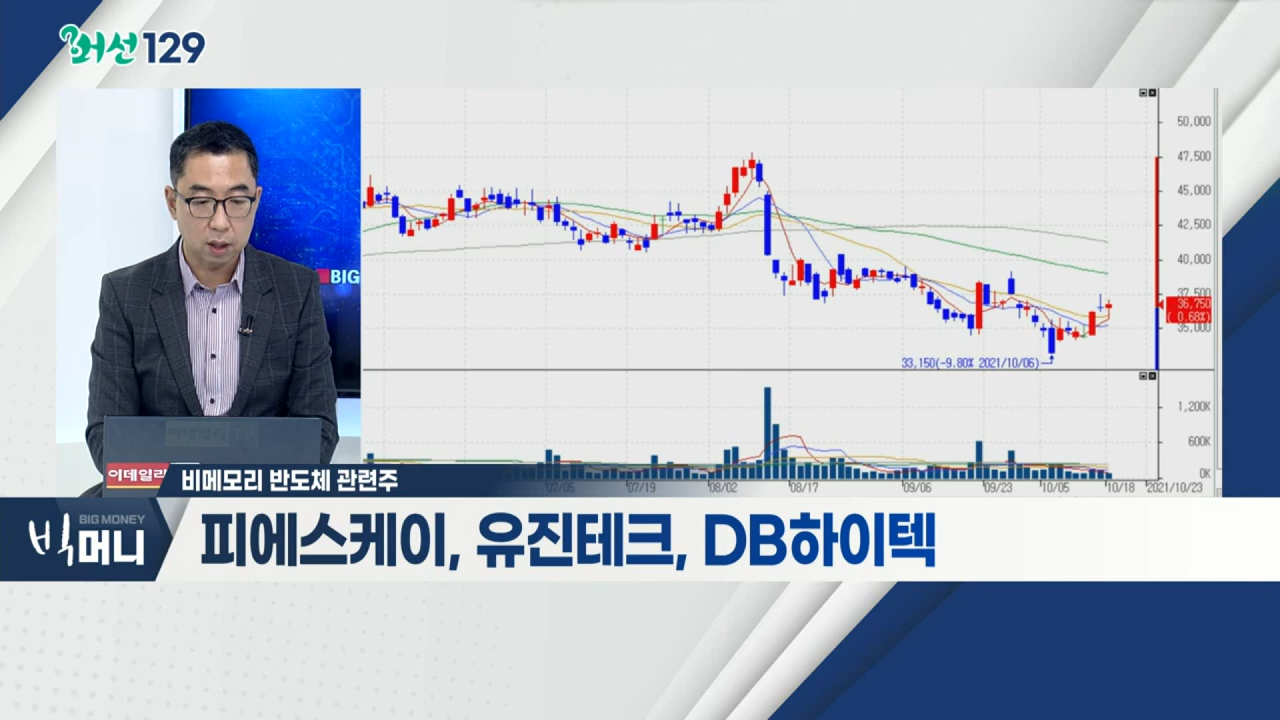 머선129
BIG
50,000
47,500
45,000
42,500
40,000
37,500
36,750
( 0.68%)
35,000
33,150(-9.80% 2021/10/06)
1,200K
600K
0K
07/05
07/19
08/02
08/17
09/06
09/23
10/05
10/18
2021/10/23
이데일리
비메모리 반도체 관련주
BIG MONEY
빅머니
피에스케이, 유진테크, DB하이텍